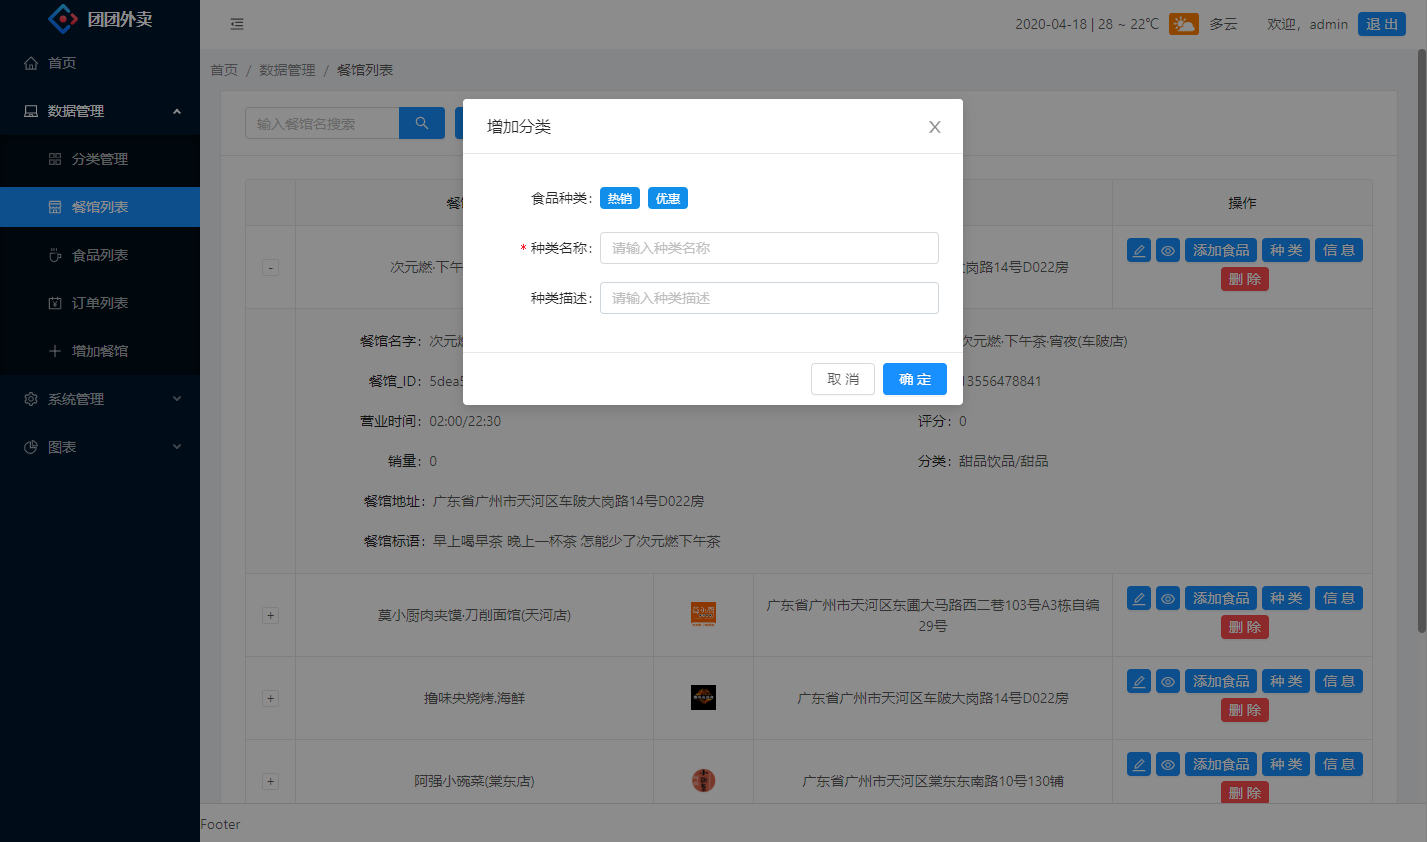 团团外卖
2020-04-18 | 28 ~ 22℃ 多云 欢迎，admin 退 出
首页
数据管理
分类管理
餐馆列表
食品列表
订单列表
增加餐馆
系统管理
图表
首页 / 数据管理 / 餐馆列表
输入餐馆名搜索
增加分类
食品种类： 热销 优惠
* 种类名称： 请输入种类名称
种类描述： 请输入种类描述
取 消 确 定
操作
- 次元燃·下午 岗路14号D022房 添加食品 种 类 信 息
删 除
餐馆名字： 次元 次元燃·下午茶·宵夜(车陂店)
餐馆_ID： 5dea 13556478841
营业时间： 02:00/22:30 评分： 0
销量： 0 分类： 甜品饮品/甜品
餐馆地址： 广东省广州市天河区车陂大岗路14号D022房
餐馆标语： 早上喝早茶 晚上一杯茶 怎能少了次元燃下午茶
+ 莫小厨肉夹馍·刀削面馆(天河店) 广东省广州市天河区东圃大马路西二巷103号A3栋自编29号 添加食品 种 类 信 息
删 除
+ 撸味央烧烤.海鲜 广东省广州市天河区车陂大岗路14号D022房 添加食品 种 类 信 息
删 除
+ 阿强小碗菜(棠东店) 广东省广州市天河区棠东东南路10号130铺 添加食品 种 类 信 息
删 除
Footer